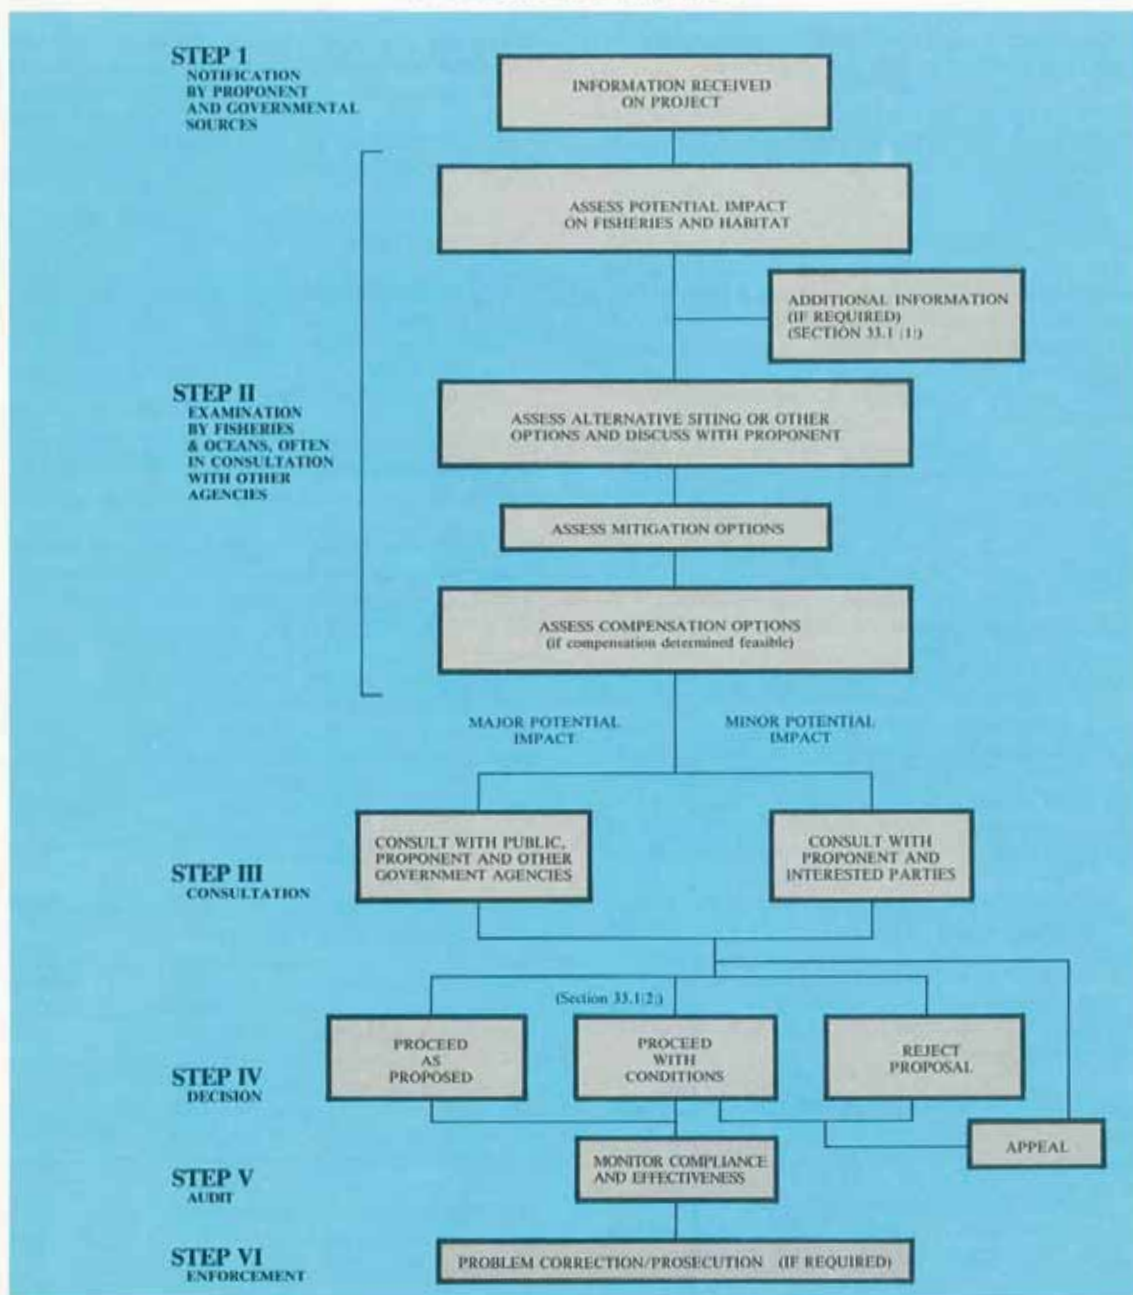 STEP 1
NOTIFICATION
BY PROPONENT
AND GOVERNMENTAL
SOURCES
INFORMATION RECEIVED
ON PROJECT
ASSESS POTENTIAL IMPACT
ON FISHERIES AND HABITAT
ADDITIONAL INFORMATION
(IF REQUIRED)
(SECTION 33.1 (1))
STEP II
EXAMINATION
BY FISHERIES
& OCEANS, OFTEN
IN CONSULTATION
WITH OTHER
AGENCIES
ASSESS ALTERNATIVE SITING OR OTHER
OPTIONS AND DISCUSS WITH PROPONENT
ASSESS MITIGATION OPTIONS
ASSESS COMPENSATION OPTIONS
(if compensation determined feasible)
MAJOR POTENTIAL
IMPACT
MINOR POTENTIAL
IMPACT
STEP III
CONSULTATION
CONSULT WITH PUBLIC,
PROPONENT AND OTHER
GOVERNMENT AGENCIES
CONSULT WITH
PROPONENT AND
INTERESTED PARTIES
(Section 33.1(2))
STEP IV
DECISION
PROCEED
AS
PROPOSED
PROCEED
WITH
CONDITIONS
REJECT
PROPOSAL
APPEAL
STEP V
AUDIT
MONITOR COMPLIANCE
AND EFFECTIVENESS
STEP VI
ENFORCEMENT
PROBLEM CORRECTION/PROSECUTION (IF REQUIRED)